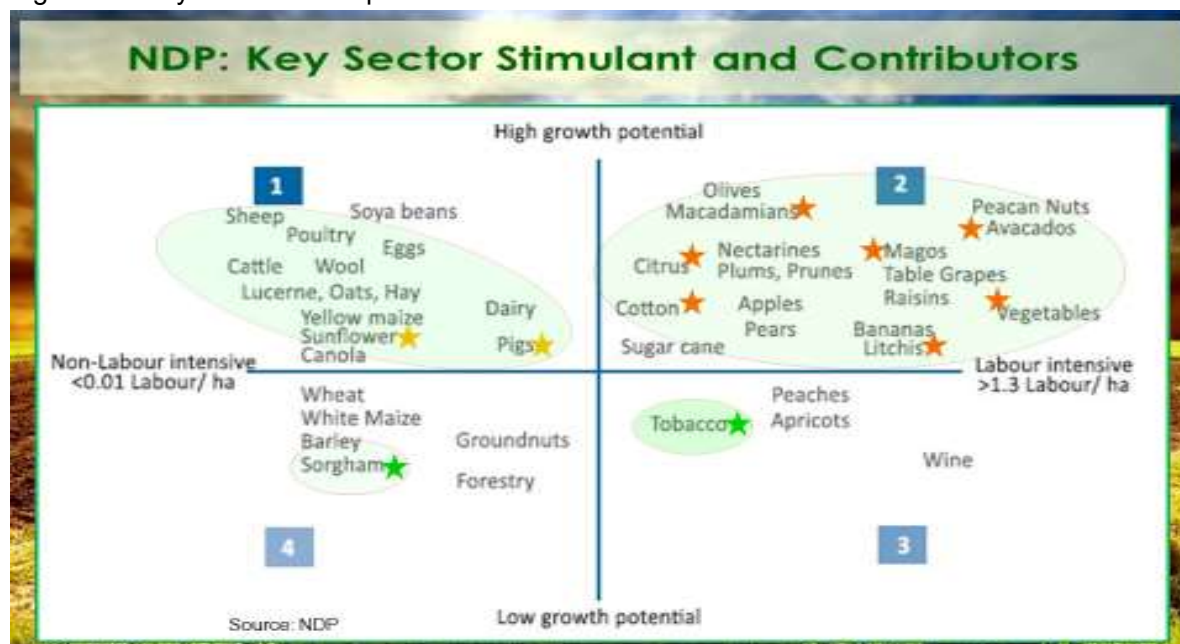 NDP: Key Sector Stimulant and Contributors
High growth potential
1
Sheep
Soya beans
Poultry
Eggs
Cattle
Wool
Lucerne, Oats, Hay
Yellow maize
Dairy
Sunflower
Pigs
Canola
2
Olives
Macadamians
Peacan Nuts
Avacados
Citrus
Nectarines
Plums, Prunes
Magos
Table Grapes
Raisins
Cotton
Apples
Pears
Vegetables
Bananas
Litchis
Sugar cane
Non-Labour intensive
<0.01 Labour/ ha
Labour intensive
>1.3 Labour/ ha
Wheat
White Maize
Barley
Sorgham
Groundnuts
Forestry
4
Peaches
Apricots
Tobacco
Wine
3
Low growth potential
Source: NDP